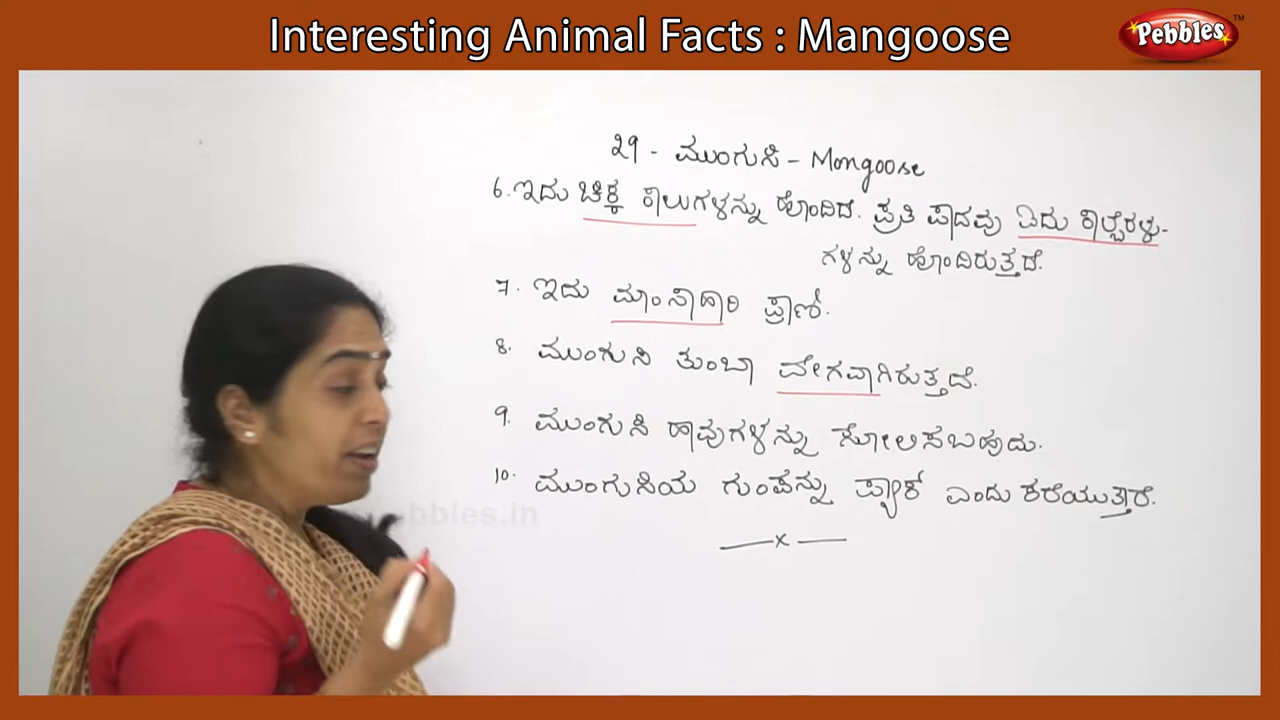 Interesting Animal Facts : Mangoose
Pebbles™
29 - ಮುಂಗುಸಿ - Mongoose
6. ಇದು ಚಿಕ್ಕ ಕಾಲುಗಳನ್ನು ಹೊಂದಿದೆ. ಪ್ರತಿ ಪಾದವು ಐದು ಕಾಲ್ಬೆರಳು-
ಗಳನ್ನು ಹೊಂದಿರುತ್ತದೆ.
7. ಇದು ಮಾಂಸಾಹಾರಿ ಪ್ರಾಣಿ.
8. ಮುಂಗುಸಿ ತುಂಬಾ ವೇಗವಾಗಿರುತ್ತದೆ.
9. ಮುಂಗುಸಿ ಹಾವುಗಳನ್ನು ಸೋಲಿಸಬಹುದು.
10. ಮುಂಗುಸಿಯ ಗುಂಪನ್ನು ಪ್ಯಾಕ್ ಎಂದು ಕರೆಯುತ್ತಾರೆ.
—x—